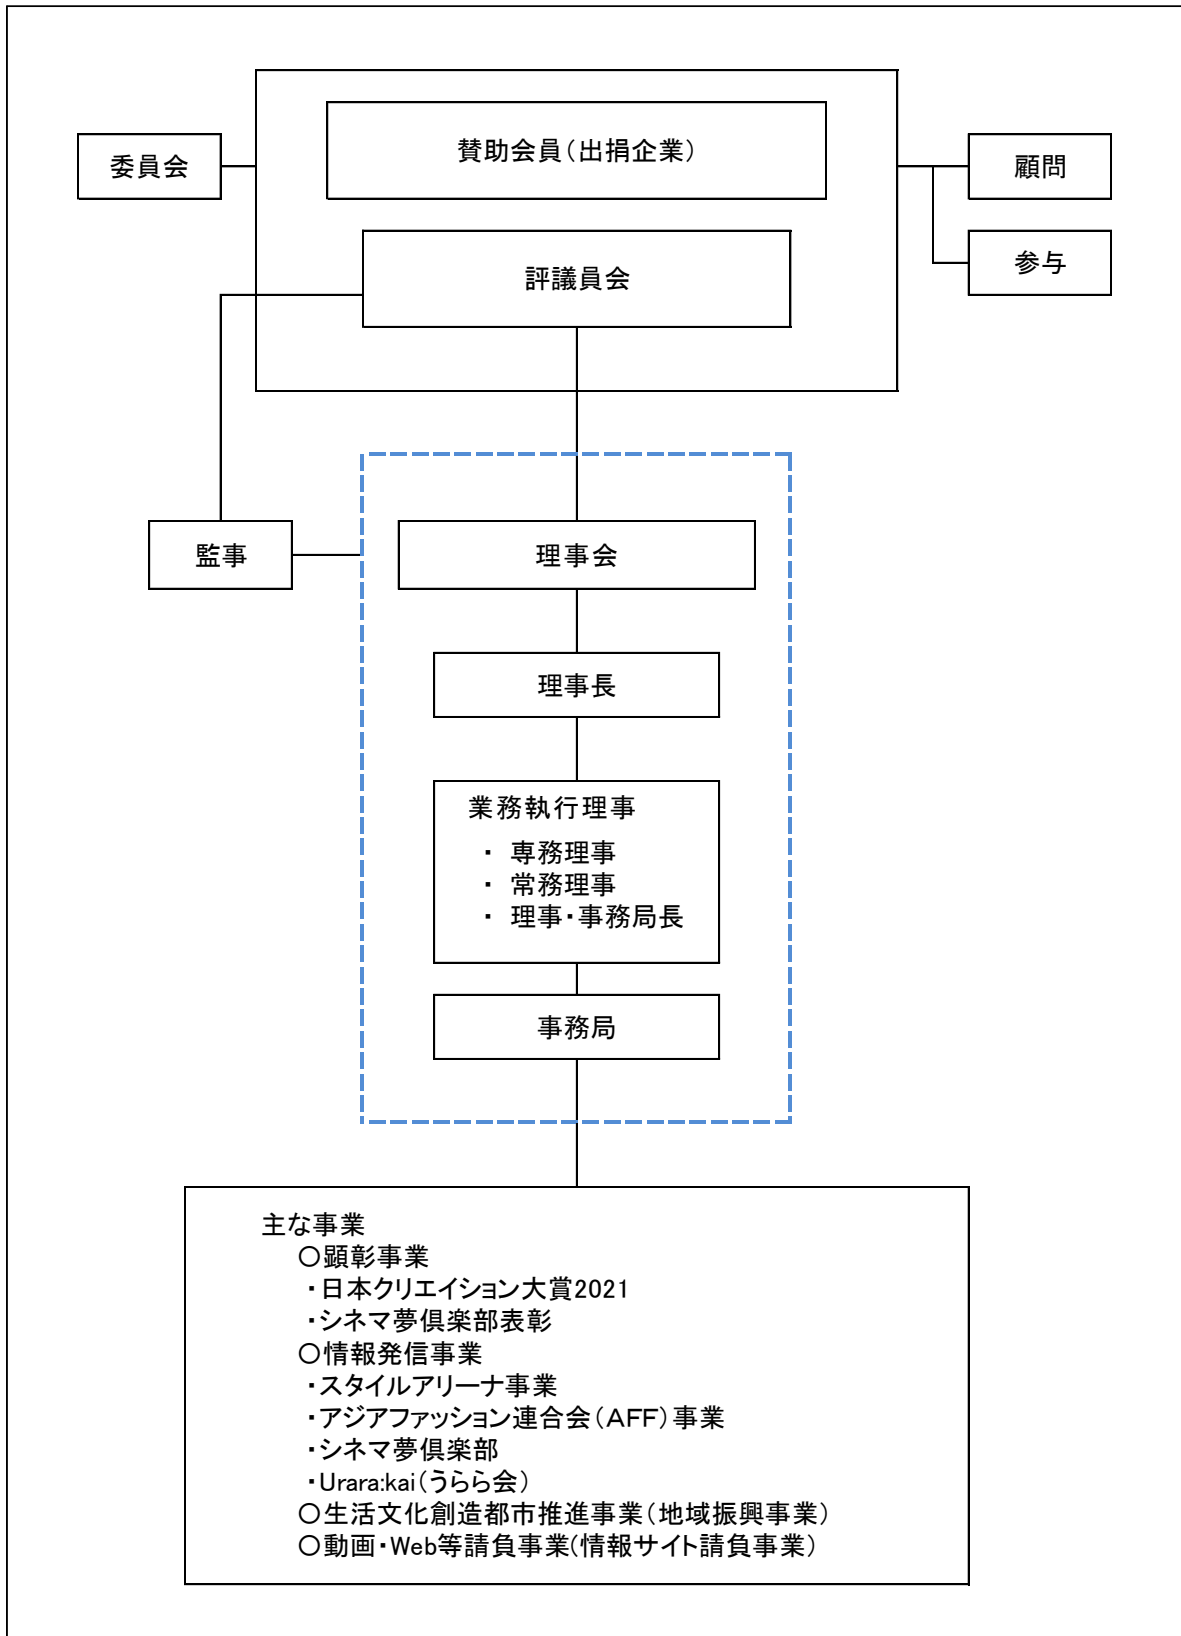 賛助会員(出捐企業)
委員会
顧問
参与
評議員会
監事
理事会
理事長
業務執行理事
・ 専務理事
・ 常務理事
・ 理事・事務局長
事務局
主な事業
○顕彰事業
・日本クリエイション大賞2021
・シネマ夢倶楽部表彰
○情報発信事業
・スタイルアリーナ事業
・アジアファッション連合会(AFF)事業
・シネマ夢倶楽部
・Urara:kai(うらら会)
○生活文化創造都市推進事業(地域振興事業)
○動画・Web等請負事業(情報サイト請負事業)